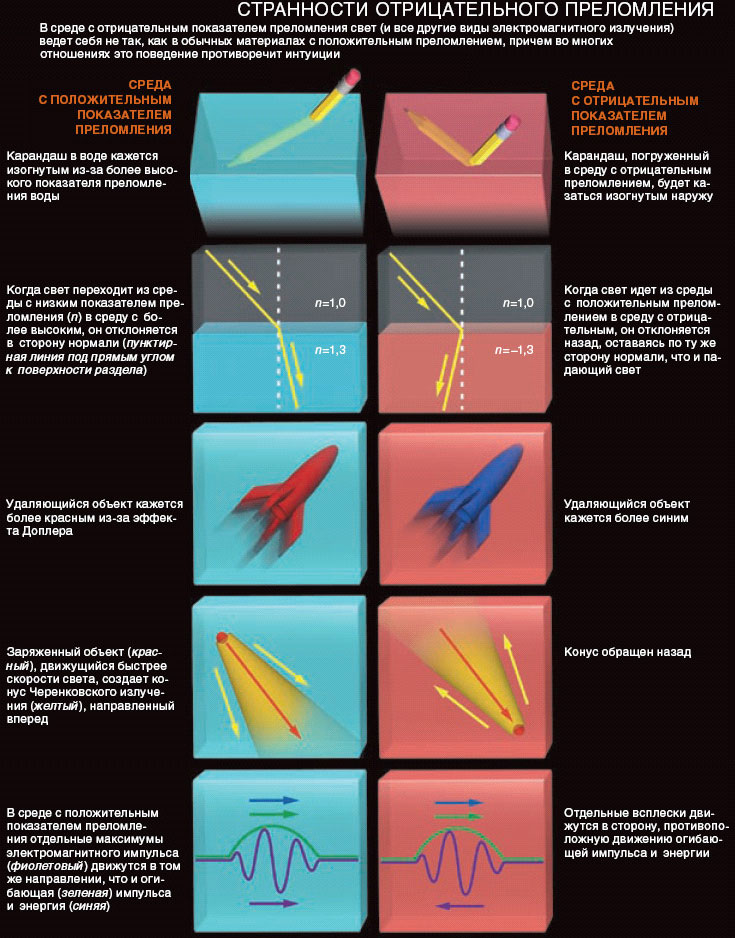 СТРАННОСТИ ОТРИЦАТЕЛЬНОГО ПРЕЛОМЛЕНИЯ
В среде с отрицательным показателем преломления свет (и все другие виды электромагнитного излучения)
ведет себя не так, как в обычных материалах с положительным преломлением, причем во многих
отношениях это поведение противоречит интуиции
СРЕДА
С ПОЛОЖИТЕЛЬНЫМ
ПОКАЗАТЕЛЕМ
ПРЕЛОМЛЕНИЯ
СРЕДА
С ОТРИЦАТЕЛЬНЫМ
ПОКАЗАТЕЛЕМ
ПРЕЛОМЛЕНИЯ
Карандаш в воде кажется
изогнутым из-за более высо-
кого показателя преломле-
ния воды
Карандаш, погруженный
в среду с отрицательным
преломлением, будет ка-
заться изогнутым наружу
Когда свет переходит из сре-
ды с низким показателем пре-
ломления (n) в среду с бо-
лее высоким, он отклоняется
в сторону нормали (пунктир-
ная линия под прямым углом
к поверхности раздела)
n=1,0
n=1,3
n=1,0
n=–1,3
Когда свет идет из среды
с положительным прелом-
лением в среду с отрица-
тельным, он отклоняется
назад, оставаясь по ту же
сторону нормали, что и па-
дающий свет
Удаляющийся объект кажется
более красным из-за эффек-
та Доплера
Удаляющийся объект
кажется более синим
Заряженный объект (крас-
ный), движущийся быстрее
скорости света, создает ко-
нус Черенковского излуче-
ния (желтый), направленный
вперед
Конус обращен назад
В среде с положительным
показателем преломле-
ния отдельные максимумы
электромагнитного импульса
(фиолетовый) движутся в том
же направлении, что и оги-
бающая (зеленая) импульса
и энергия (синяя)
Отдельные всплески дви-
жутся в сторону, противопо-
ложную движению огибаю-
щей импульса и энергии